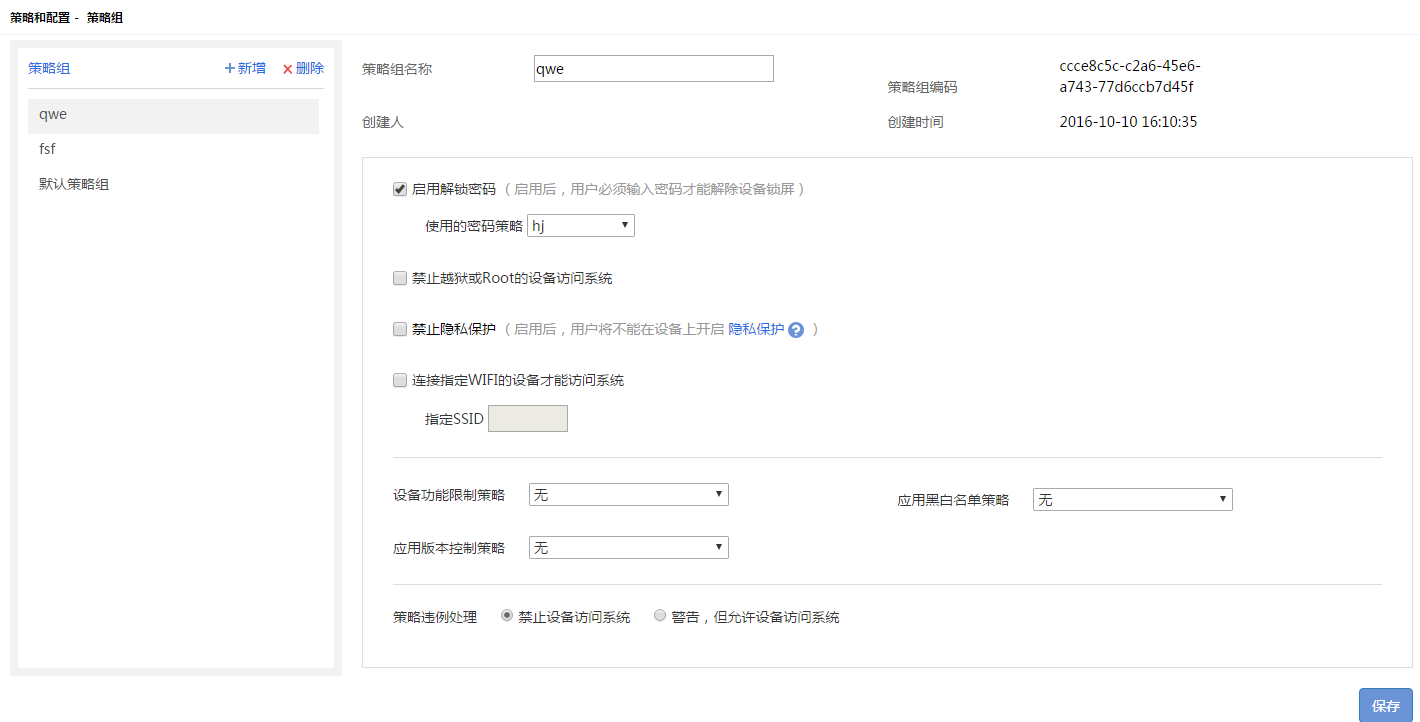 策略和配置 - 策略组
策略组 +新增 ×删除
qwe
fsf
默认策略组
策略组名称 qwe
策略组编码 ccce8c5c-c2a6-45e6-
a743-77d6ccb7d45f
创建人
创建时间 2016-10-10 16:10:35
启用解锁密码（启用后，用户必须输入密码才能解除设备锁屏）
使用的密码策略 hj
禁止越狱或Root的设备访问系统
禁止隐私保护（启用后，用户将不能在设备上开启 隐私保护 ? ）
连接指定WIFI的设备才能访问系统
指定SSID
设备功能限制策略 无
应用黑白名单策略 无
应用版本控制策略 无
策略违例处理 禁止设备访问系统 警告，但允许设备访问系统
保存